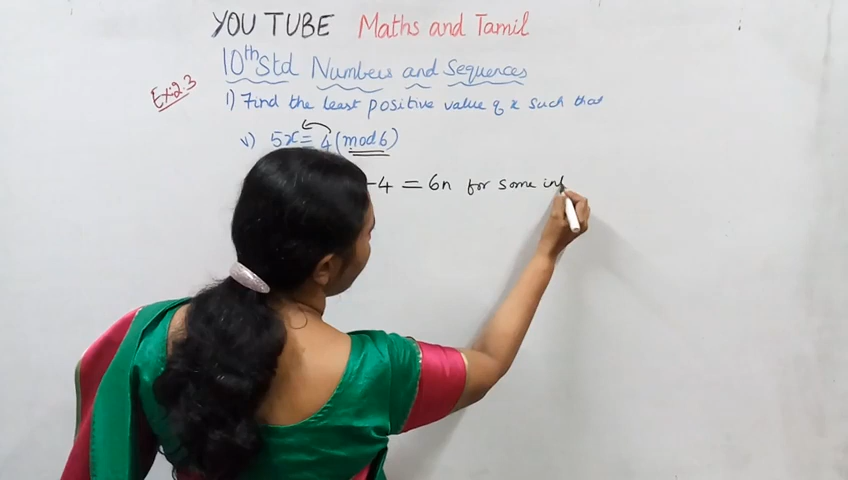 YOU TUBE Maths and Tamil
10th Std Numbers and Sequences
Ex:2.3
1) Find the least positive value of x such that
v) 5x ≡ 4 (mod 6)
-4 = 6n for some int